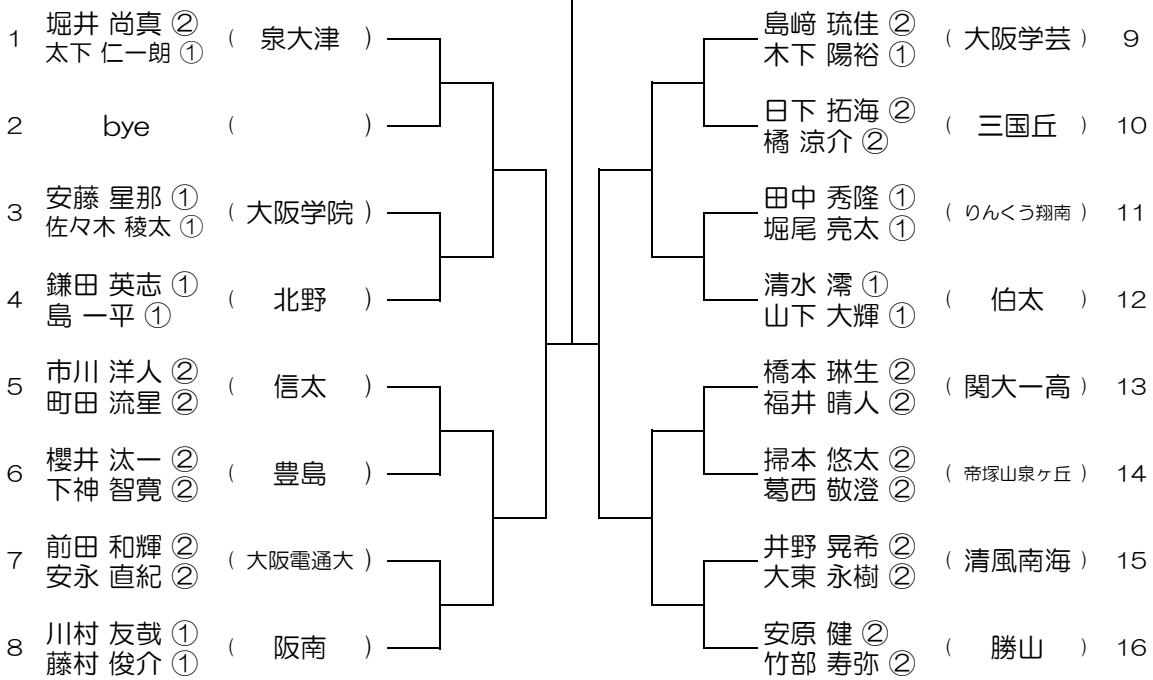 1 堀井 尚真 ② ( 泉大津 )
太下 仁一朗 ①
2 bye ( )
3 安藤 星那 ① ( 大阪学院 )
佐々木 稜太 ①
4 鎌田 英志 ① ( 北野 )
島 一平 ①
5 市川 洋人 ② ( 信太 )
町田 流星 ②
6 櫻井 汰一 ② ( 豊島 )
下神 智寛 ②
7 前田 和輝 ② ( 大阪電通大 )
安永 直紀 ②
8 川村 友哉 ① ( 阪南 )
藤村 俊介 ①
島﨑 琉佳 ② ( 大阪学芸 ) 9
木下 陽裕 ①
日下 拓海 ② ( 三国丘 ) 10
橘 涼介 ②
田中 秀隆 ① ( りんくう翔南 ) 11
堀尾 亮太 ①
清水 澪 ① ( 伯太 ) 12
山下 大輝 ①
橋本 琳生 ② ( 関大一高 ) 13
福井 晴人 ②
掃本 悠太 ② ( 帝塚山泉ヶ丘 ) 14
葛西 敬澄 ②
井野 晃希 ② ( 清風南海 ) 15
大東 永樹 ②
安原 健 ② ( 勝山 ) 16
竹部 寿弥 ②